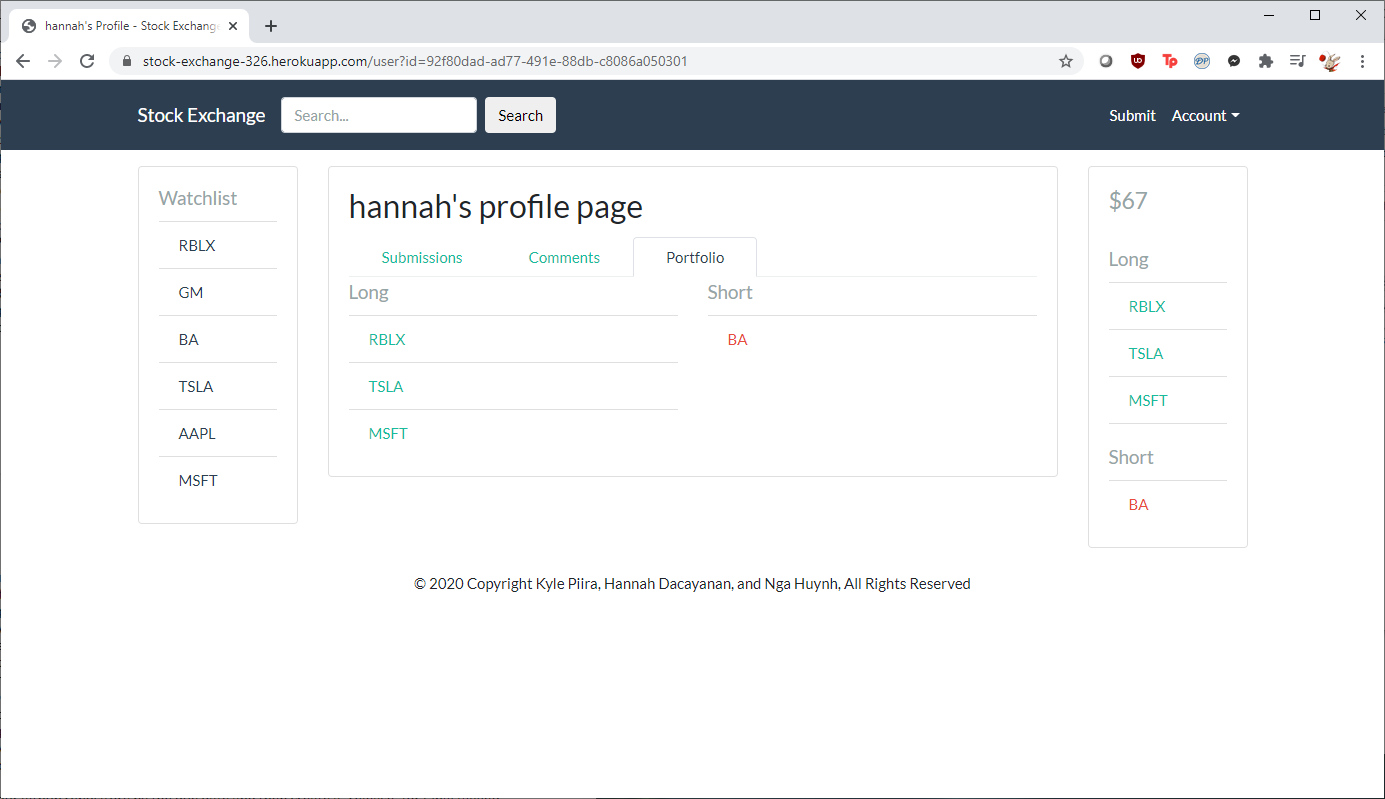 hannah's Profile - Stock Exchang
stock-exchange-326.herokuapp.com/user?id=92f80dad-ad77-491e-88db-c8086a050301
Stock Exchange Search... Search Submit Account
Watchlist
RBLX
GM
BA
TSLA
AAPL
MSFT
hannah's profile page
Submissions Comments Portfolio
Long
RBLX
TSLA
MSFT
Short
BA
$67
Long
RBLX
TSLA
MSFT
Short
BA
© 2020 Copyright Kyle Piira, Hannah Dacayanan, and Nga Huynh, All Rights Reserved